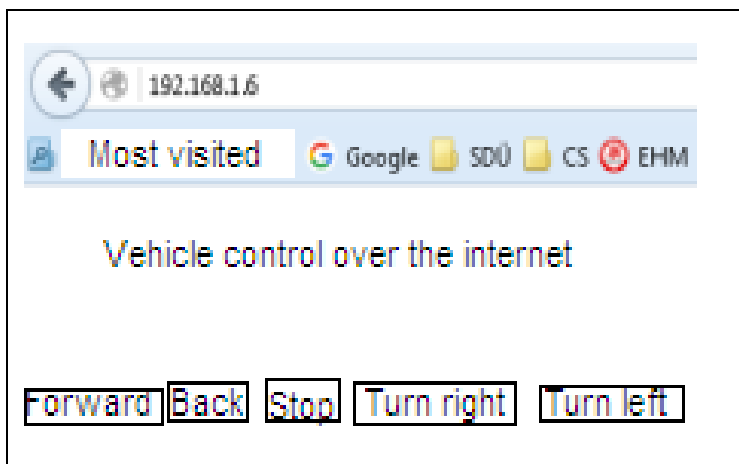 192.168.1.6
Most visited Google SDÜ CS EHM
Vehicle control over the internet
Forward Back Stop Turn right Turn left